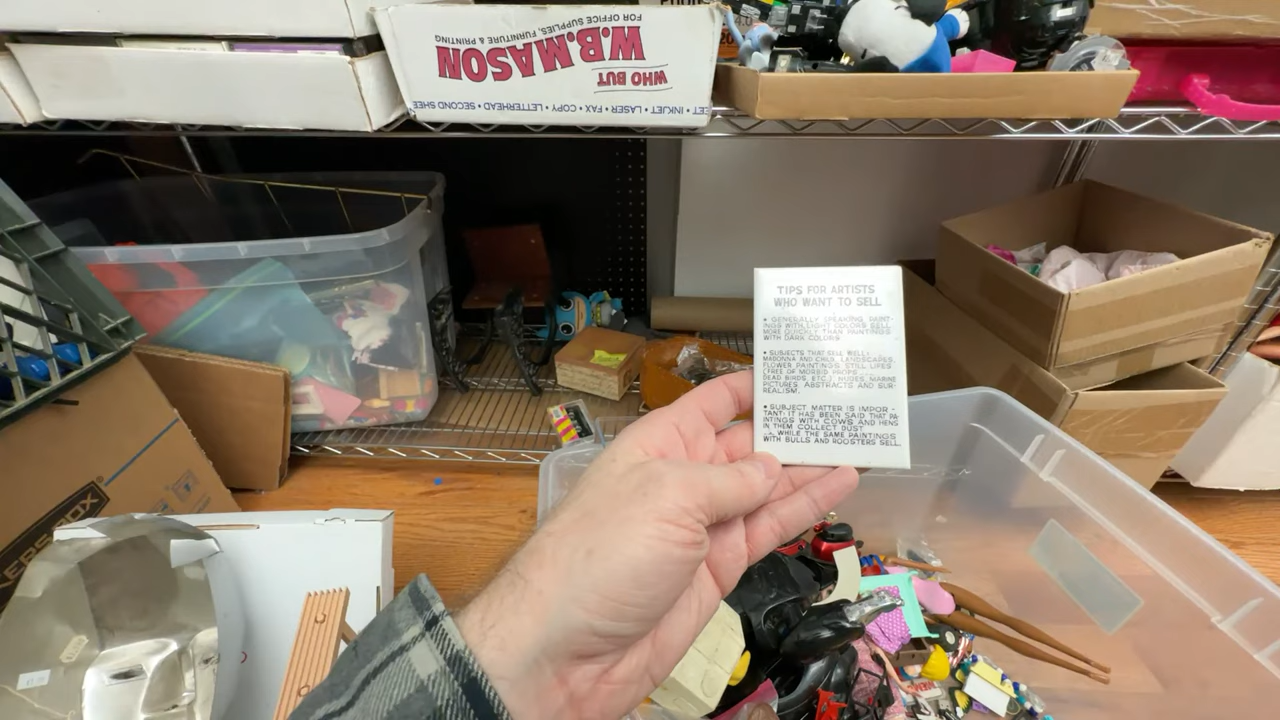 FOR OFFICE SUPPLIES, FURNITURE & PRINTING
W.B.MASON
WHO BUT
INKJET • LASER • FAX • COPY • LETTERHEAD • SECOND SHEE
TIPS FOR ARTISTS
WHO WANT TO SELL
• GENERALLY SPEAKING, PAINT-
INGS WITH LIGHT COLORS SELL
MORE QUICKLY THAN PAINTINGS
WITH DARK COLORS.
• SUBJECTS THAT SELL WELL:
MADONNA AND CHILD, LANDSCAPES,
FLOWER PAINTINGS, STILL LIFES
(FREE OF MORBID PROPS
DEAD BIRDS, ETC.), NUDES, MARINE
PICTURES, ABSTRACTS AND SUR-
REALISM.
• SUBJECT MATTER IS IMPOR-
TANT: IT HAS BEEN SAID THAT PA-
INTINGS WITH COWS AND HENS
IN THEM COLLECT DUST
WHILE THE SAME PAINTINGS
WITH BULLS AND ROOSTERS SELL.